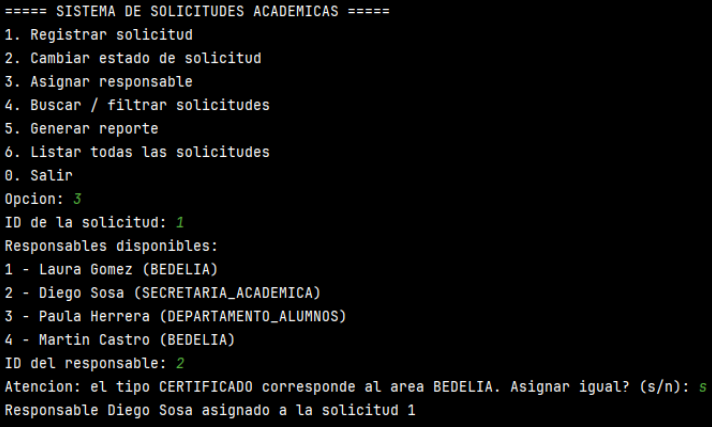 ===== SISTEMA DE SOLICITUDES ACADEMICAS =====
1. Registrar solicitud
2. Cambiar estado de solicitud
3. Asignar responsable
4. Buscar / filtrar solicitudes
5. Generar reporte
6. Listar todas las solicitudes
0. Salir
Opcion: 3
ID de la solicitud: 1
Responsables disponibles:
1 - Laura Gomez (BEDELIA)
2 - Diego Sosa (SECRETARIA_ACADEMICA)
3 - Paula Herrera (DEPARTAMENTO_ALUMNOS)
4 - Martin Castro (BEDELIA)
ID del responsable: 2
Atencion: el tipo CERTIFICADO corresponde al area BEDELIA. Asignar igual? (s/n): s
Responsable Diego Sosa asignado a la solicitud 1